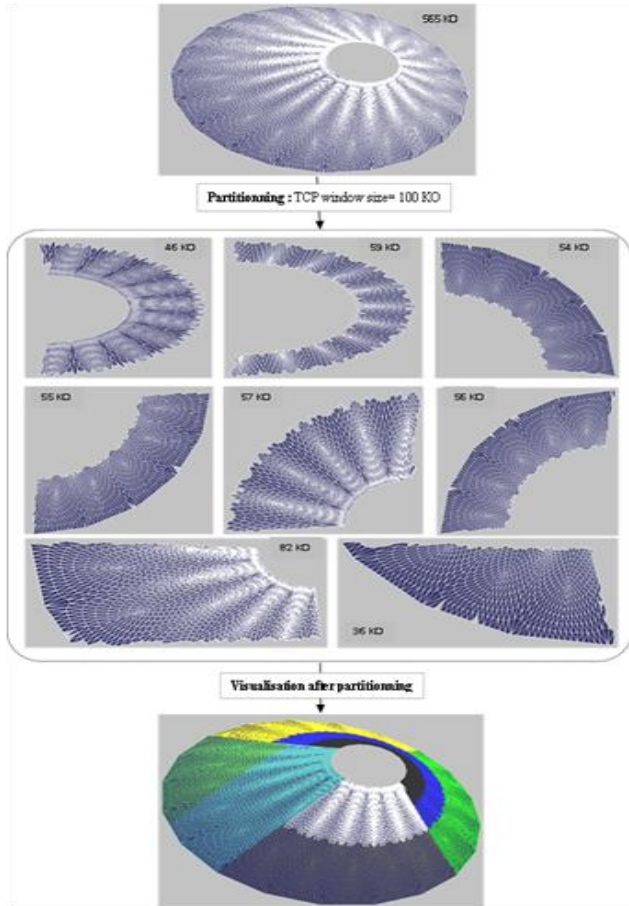 565 KO
Partitionning : TCP window size= 100 KO
46 KO
59 KO
54 KO
55 KO
57 KO
56 KO
82 KO
36 KO
Visualisation after partitionning